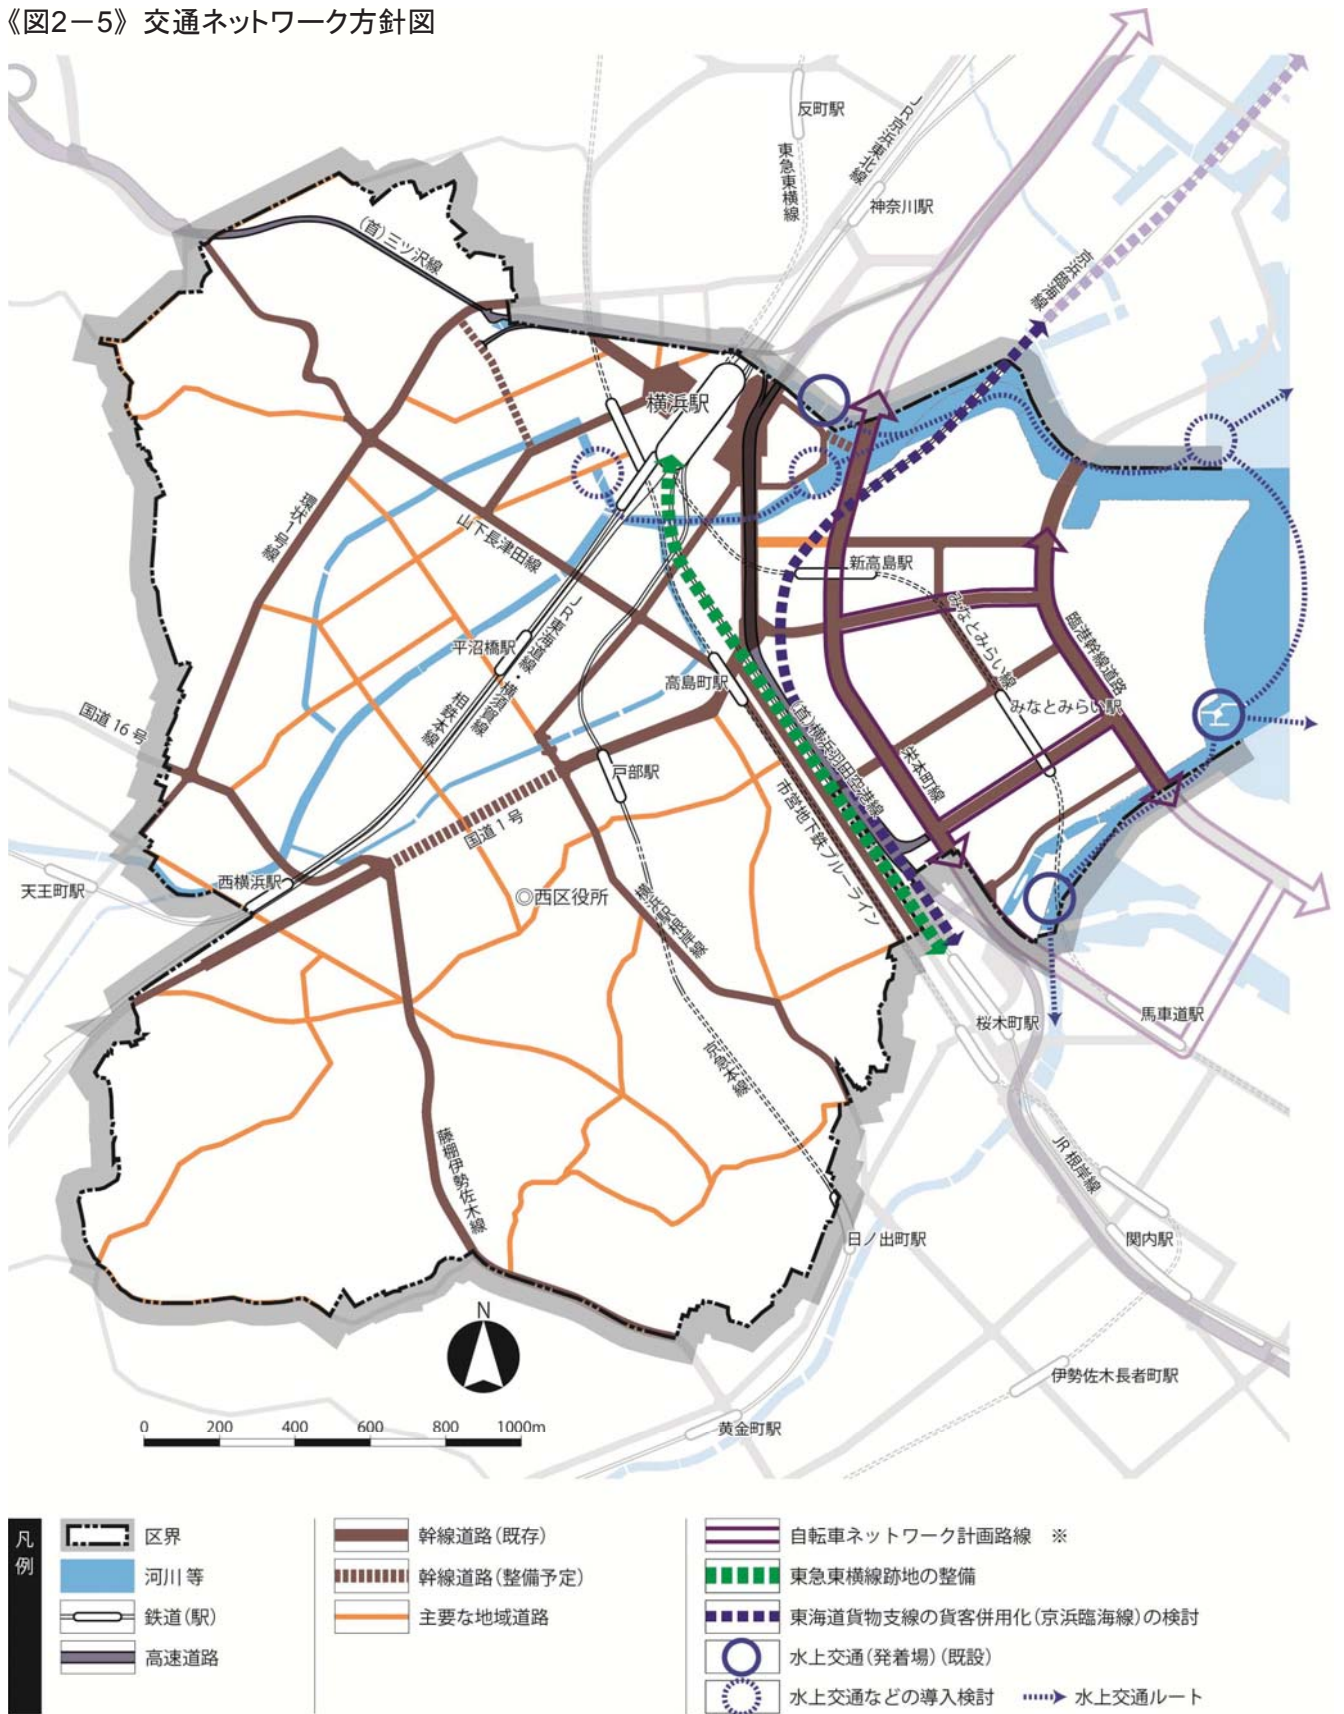 《図2－5》 交通ネットワーク方針図
反町駅
JR京浜東北線
東急東横線
神奈川駅
(首)三ツ沢線
京浜臨海線
横浜駅
環状1号線
山下長津田線
新高島駅
みなとみらい線
臨港幹線道路
JR東海道線・横須賀線
平沼橋駅
相鉄本線
高島町駅
みなとみらい駅
国道16号
(首)横浜羽田空港線
栄本町線
戸部駅
市営地下鉄ブルーライン
国道1号
天王町駅
西横浜駅
◎西区役所
横浜駅根岸線
桜木町駅
馬車道駅
京急本線
藤棚伊勢佐木線
JR根岸線
日ノ出町駅
関内駅
N
伊勢佐木長者町駅
黄金町駅
0 200 400 600 800 1000m
凡例
区界
河川等
鉄道(駅)
高速道路
幹線道路(既存)
幹線道路(整備予定)
主要な地域道路
自転車ネットワーク計画路線 ※
東急東横線跡地の整備
東海道貨物支線の貨客併用化(京浜臨海線)の検討
水上交通(発着場)(既設)
水上交通などの導入検討
水上交通ルート